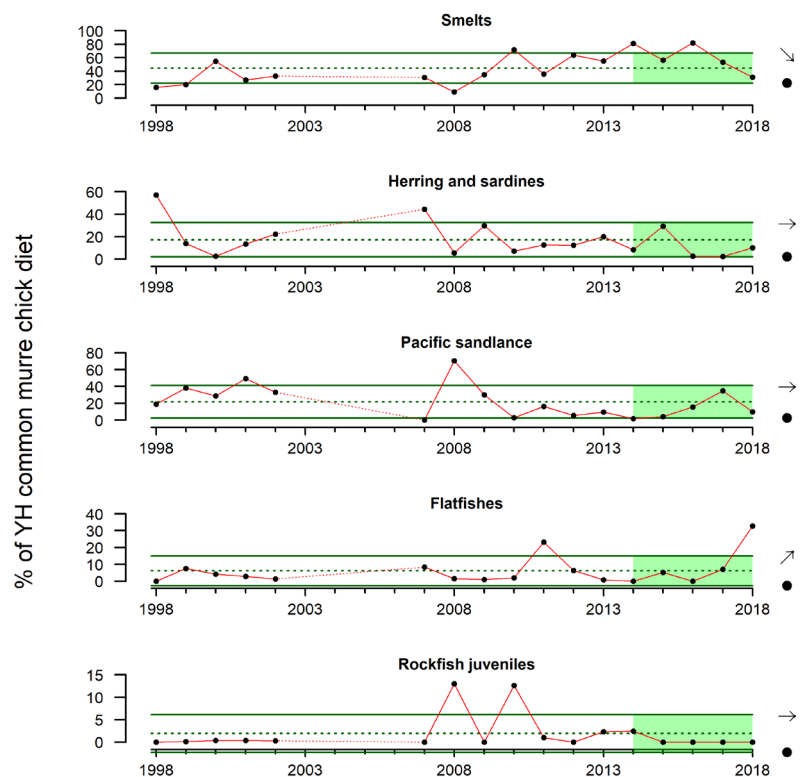 Smelts
100
80
60
40
20
0
1998 2003 2008 2013 2018
Herring and sardines
60
40
20
0
1998 2003 2008 2013 2018
Pacific sandlance
80
60
40
20
0
1998 2003 2008 2013 2018
Flatfishes
40
30
20
10
0
1998 2003 2008 2013 2018
Rockfish juveniles
15
10
5
0
1998 2003 2008 2013 2018
% of YH common murre chick diet